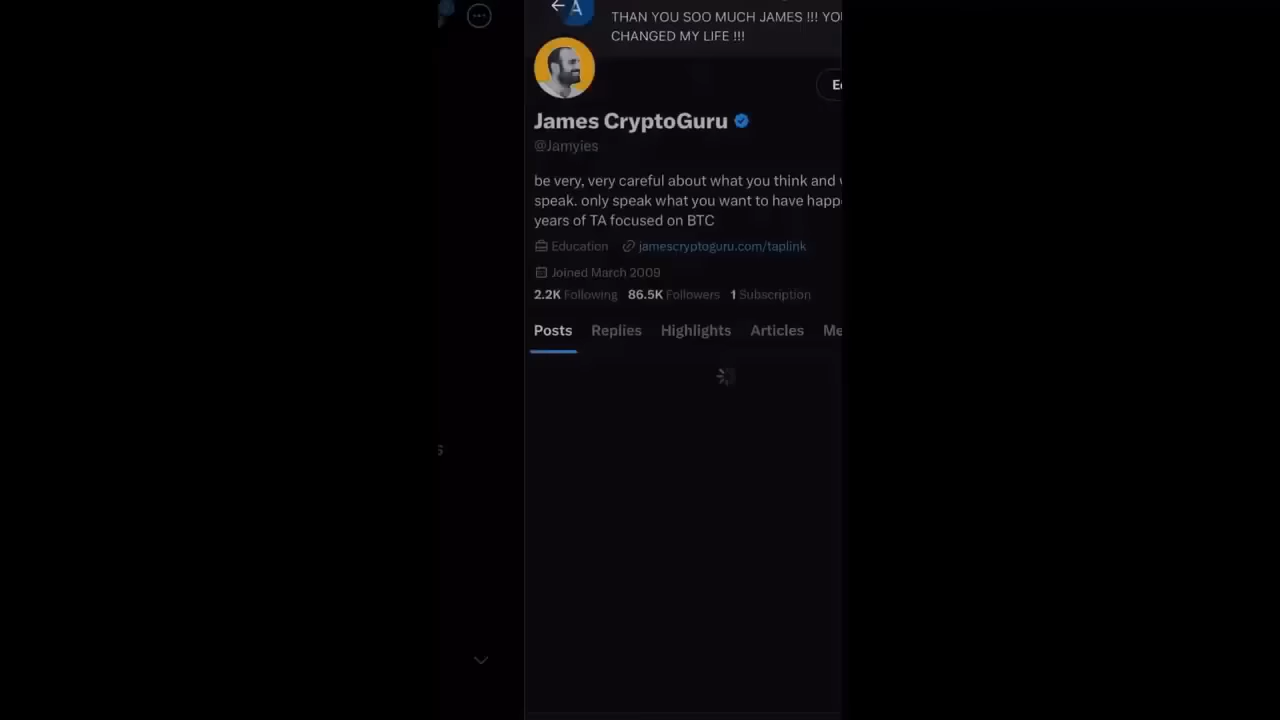 A
THAN YOU SOO MUCH JAMES !!! YOU
CHANGED MY LIFE !!!
James CryptoGuru
@Jamyies
be very, very careful about what you think and
speak. only speak what you want to have happ
years of TA focused on BTC
Education jamescryptoguru.com/taplink
Joined March 2009
2.2K Following 86.5K Followers 1 Subscription
Posts Replies Highlights Articles Me
s